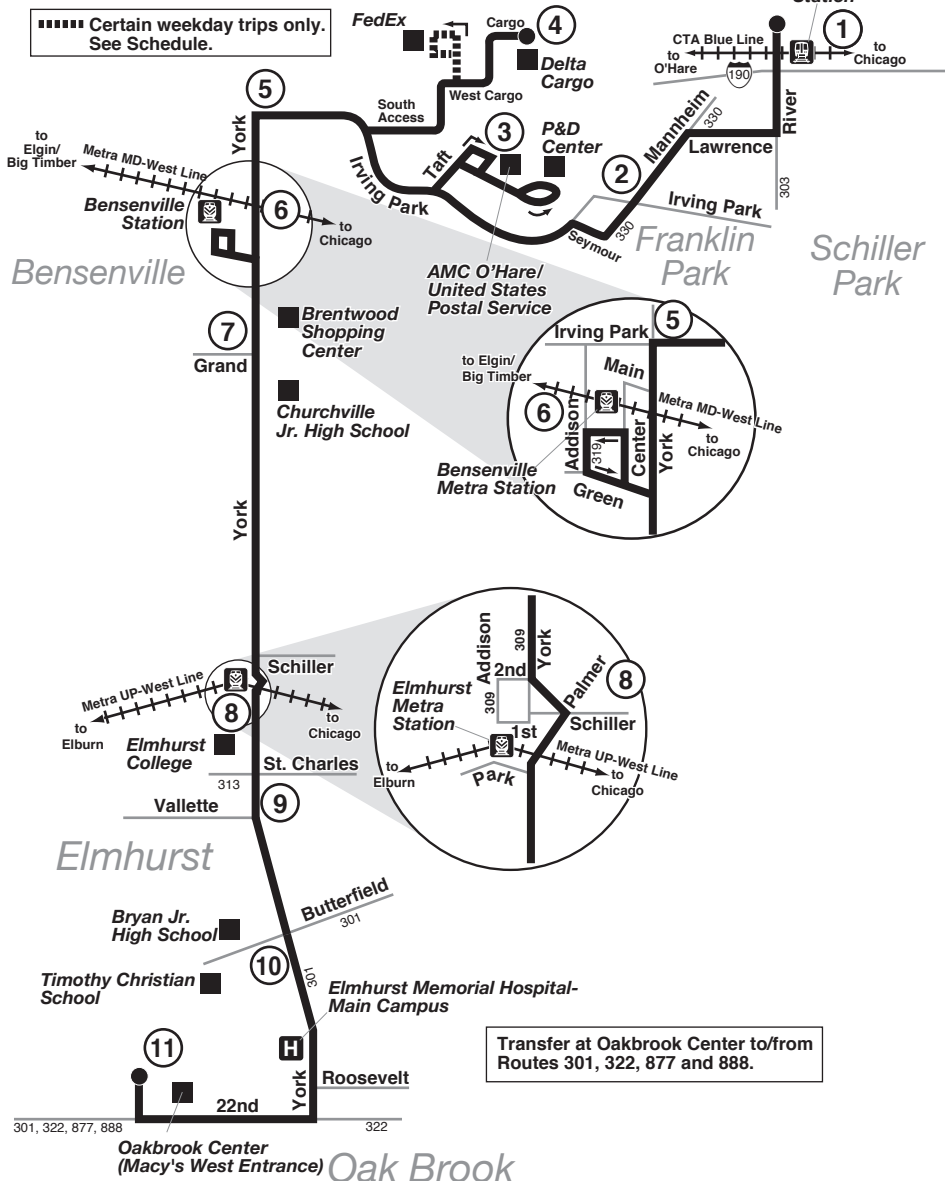 Certain weekday trips only.
See Schedule.
FedEx
Cargo
4
Delta
Cargo
West Cargo
South
Access
Station
1
CTA Blue Line
to
O'Hare
to
Chicago
190
River
Lawrence
303
Mannheim
330
2
Irving Park
330
Seymour
Franklin
Park
Schiller
Park
5
York
3
P&D
Center
Taft
Irving Park
AMC O'Hare/
United States
Postal Service
to
Elgin/
Big Timber
Metra MD-West Line
Bensenville
Station
6
to
Chicago
Bensenville
7
Grand
Brentwood
Shopping
Center
Churchville
Jr. High School
York
5
Irving Park
to Elgin/
Big Timber
Main
6
Addison
319
Center
York
Metra MD-West Line
to
Chicago
Bensenville
Metra Station
Green
Schiller
Metra UP-West Line
to
Elburn
8
to
Chicago
Elmhurst
College
St. Charles
313
Vallette
9
Elmhurst
Addison
309
York
2nd
309
Palmer
8
Elmhurst
Metra
Station
Schiller
1st
Metra UP-West Line
to
Elburn
Park
to
Chicago
Bryan Jr.
High School
Butterfield
301
10
301
Timothy Christian
School
Elmhurst Memorial Hospital-
Main Campus
H
11
York
Roosevelt
22nd
301, 322, 877, 888
322
Oakbrook Center
(Macy's West Entrance)
Oak Brook
Transfer at Oakbrook Center to/from
Routes 301, 322, 877 and 888.